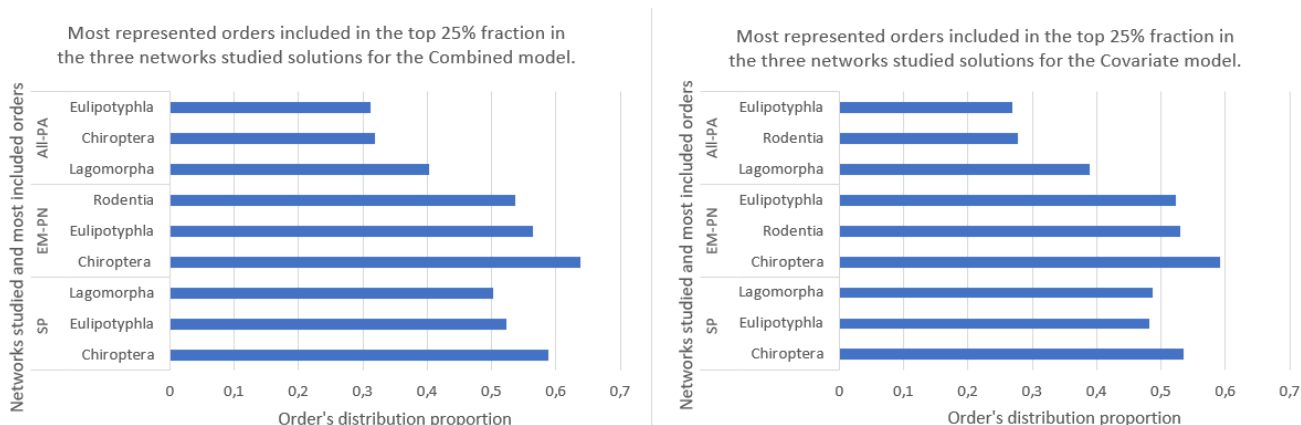 Most represented orders included in the top 25% fraction in
the three networks studied solutions for the Combined model.
Networks studied and most included orders
All-PA
Eulipotyphla
Chiroptera
Lagomorpha
EM-PN
Rodentia
Eulipotyphla
Chiroptera
SP
Lagomorpha
Eulipotyphla
Chiroptera
0 0,1 0,2 0,3 0,4 0,5 0,6 0,7
Order's distribution proportion
Most represented orders included in the top 25% fraction in
the three networks studied solutions for the Covariate model.
Networks studied and most included orders
All-PA
Eulipotyphla
Rodentia
Lagomorpha
EM-PN
Eulipotyphla
Rodentia
Chiroptera
SP
Lagomorpha
Eulipotyphla
Chiroptera
0 0,1 0,2 0,3 0,4 0,5 0,6 0,7
Order's distribution proportion